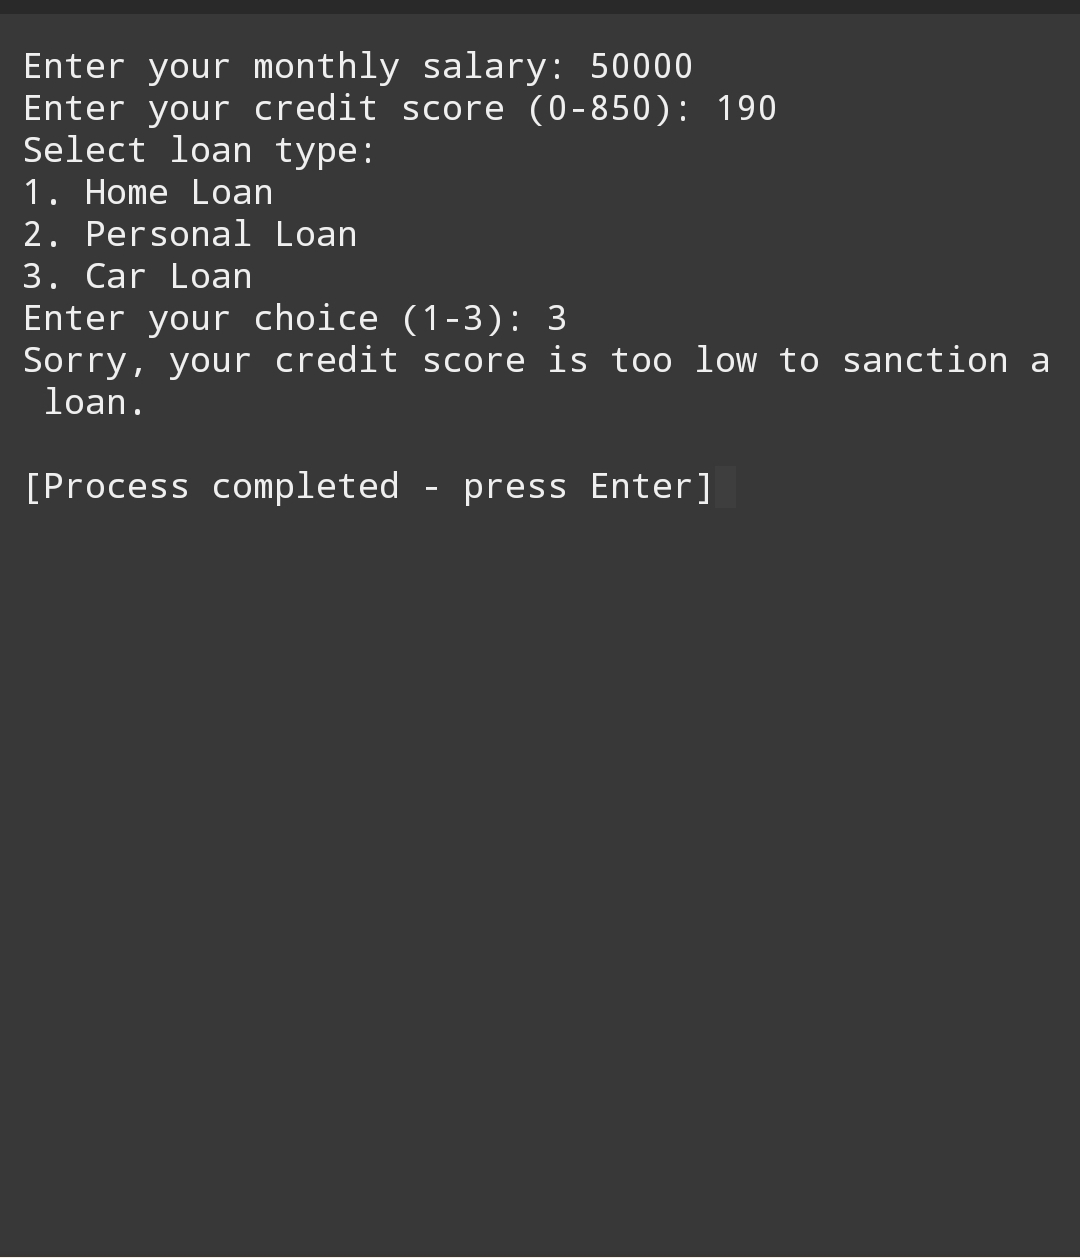 Enter your monthly salary: 50000
Enter your credit score (0-850): 190
Select loan type:
1. Home Loan
2. Personal Loan
3. Car Loan
Enter your choice (1-3): 3
Sorry, your credit score is too low to sanction a
 loan.
[Process completed - press Enter]